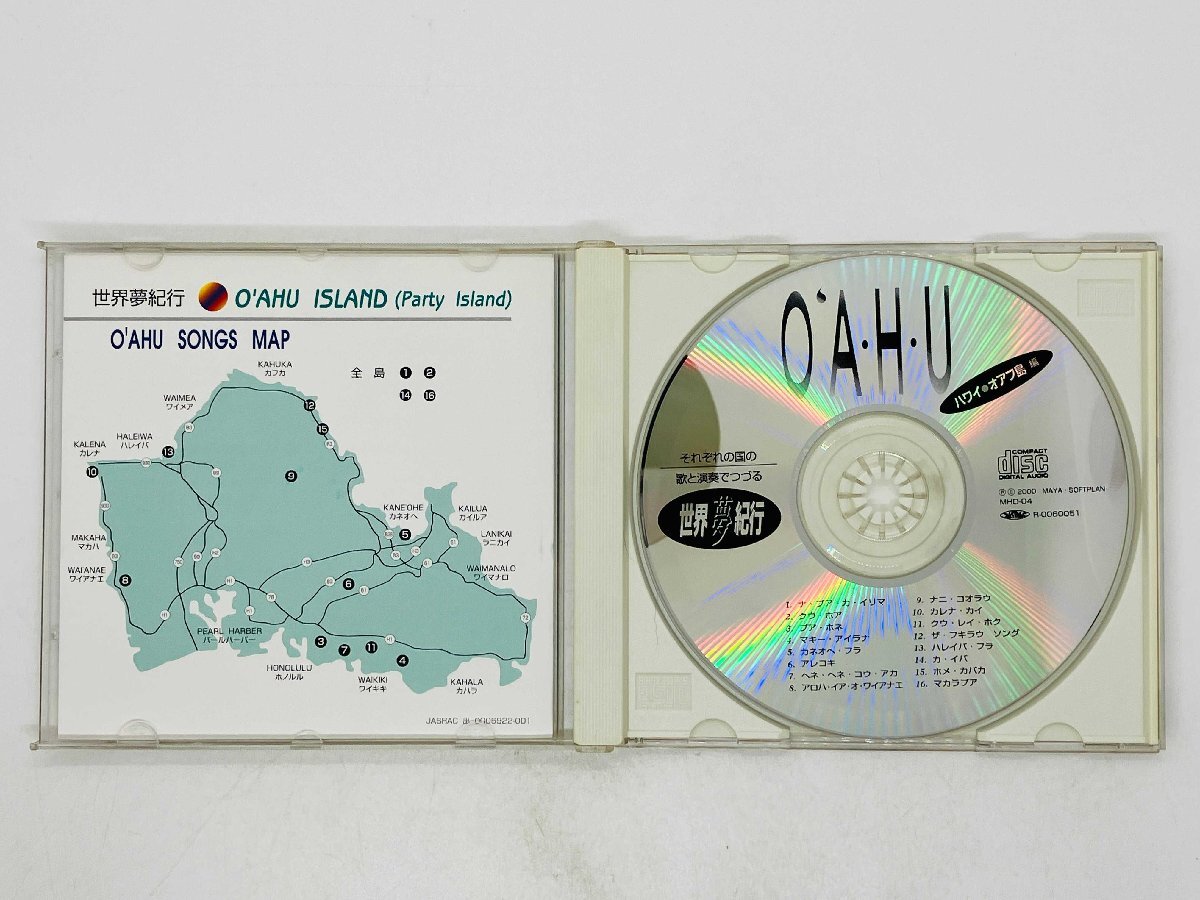 世界夢紀行 O'AHU ISLAND (Party Island)
O'AHU SONGS MAP
全島 1 2
14 16
KAHUKA
カフカ
WAIMEA
ワイメア
HALEIWA
ハレイバ
KALENA
カレナ
MAKAHA
マカハ
WAI'ANAE
ワイアナエ
KANE'OHE
カネオヘ
KAILUA
カイルア
LANIKAI
ラニカイ
WAIMANALO
ワイマナロ
PEARL HARBER
パールハーバー
HONOLULU
ホノルル
WAIKIKI
ワイキキ
KAHALA
カハラ
12
15
13
10
9
5
8
6
3
7
11
4
O'A・H・U
ハワイ●オアフ島 編
それぞれの国の
歌と演奏でつづる
世界夢紀行
COMPACT
disc
DIGITAL AUDIO
Ⓟ Ⓒ 2000 MAYA・SOFTPLAN
MHD-04
R-0060051
1. ナ・プア・カ・イリマ
2. クウ・ホア
3. プア・ホネ
4. マキー・アイラナ
5. カネオヘ・フラ
6. アレコキ
7. ヘネ・ヘネ・コウ・アカ
8. アロハ・イア・オ・ワイアナエ
9. ナニ・コオラウ
10. カレナ・カイ
11. クウ・レイ・ホク
12. ザ・フキラウ ソング
13. ハレイバ・フラ
14. カ・イバ
15. ホメ・カパカ
16. マカラプア